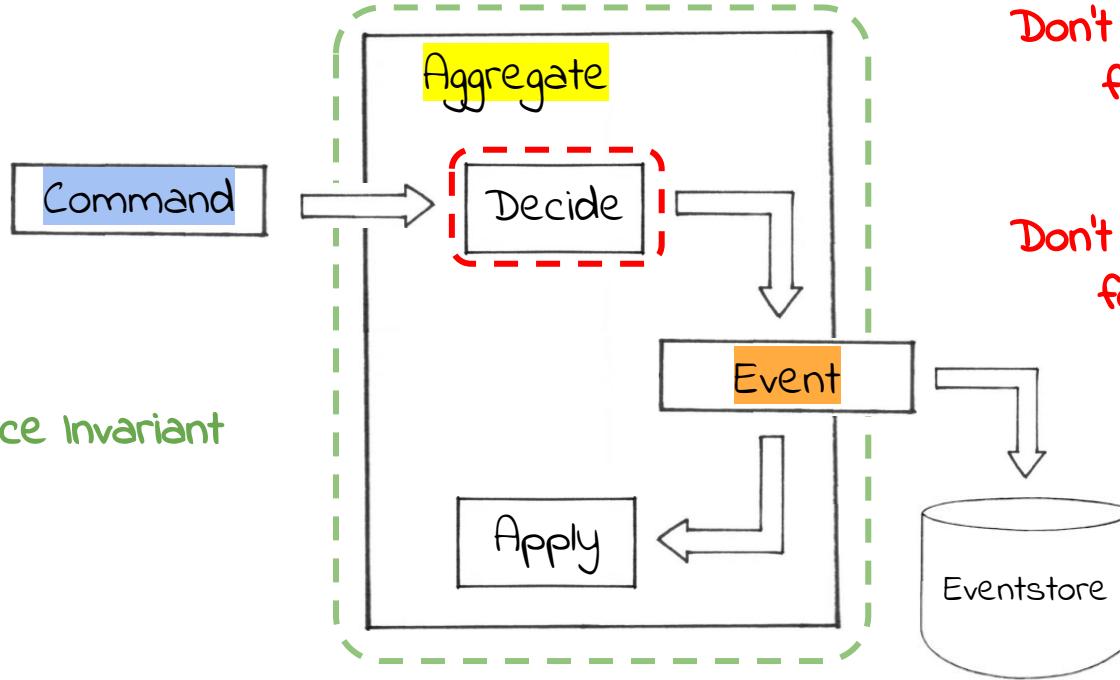 Don't
Aggregate
Command
Decide
Don't
Event
ce Invariant
Apply
Eventstore